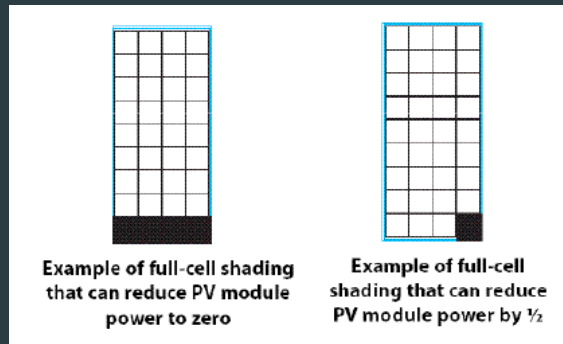 Example of full-cell shading
that can reduce PV module
power to zero
Example of full-cell
shading that can reduce
PV module power by ½